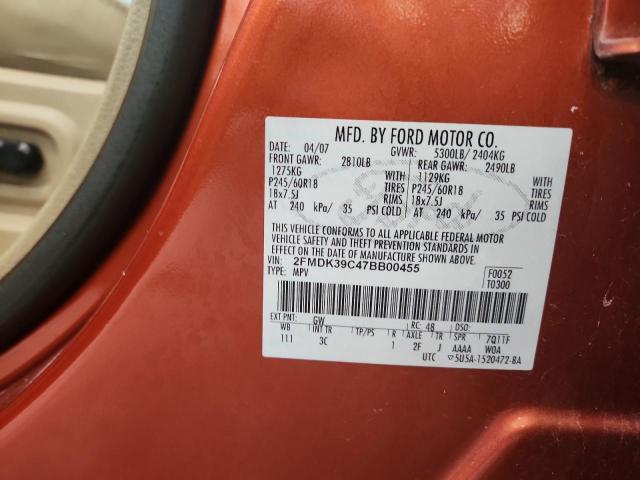 MFD. BY FORD MOTOR CO.
DATE: 04/07 GVWR: 5300LB/ 2404KG
FRONT GAWR: 2810LB REAR GAWR: 2490LB
1275KG WITH 1129KG WITH
P245/60R18 TIRES P245/60R18 TIRES
18x7.5J RIMS 18x7.5J RIMS
AT 240 kPa/ 35 PSI COLD AT 240 kPa/ 35 PSI COLD
THIS VEHICLE CONFORMS TO ALL APPLICABLE FEDERAL MOTOR
VEHICLE SAFETY AND THEFT PREVENTION STANDARDS IN
EFFECT ON THE DATE OF MANUFACTURE SHOWN ABOVE.
VIN: 2FMDK39C47BB00455
TYPE: MPV
F0052
T0300
EXT PNT: GW RC: 48 DSO:
WB INT TR TP/PS R AXLE TR SPR 7Q11F
111 3C 1 2F J AAAA WOA
UTC 5U5A-1520472-BA